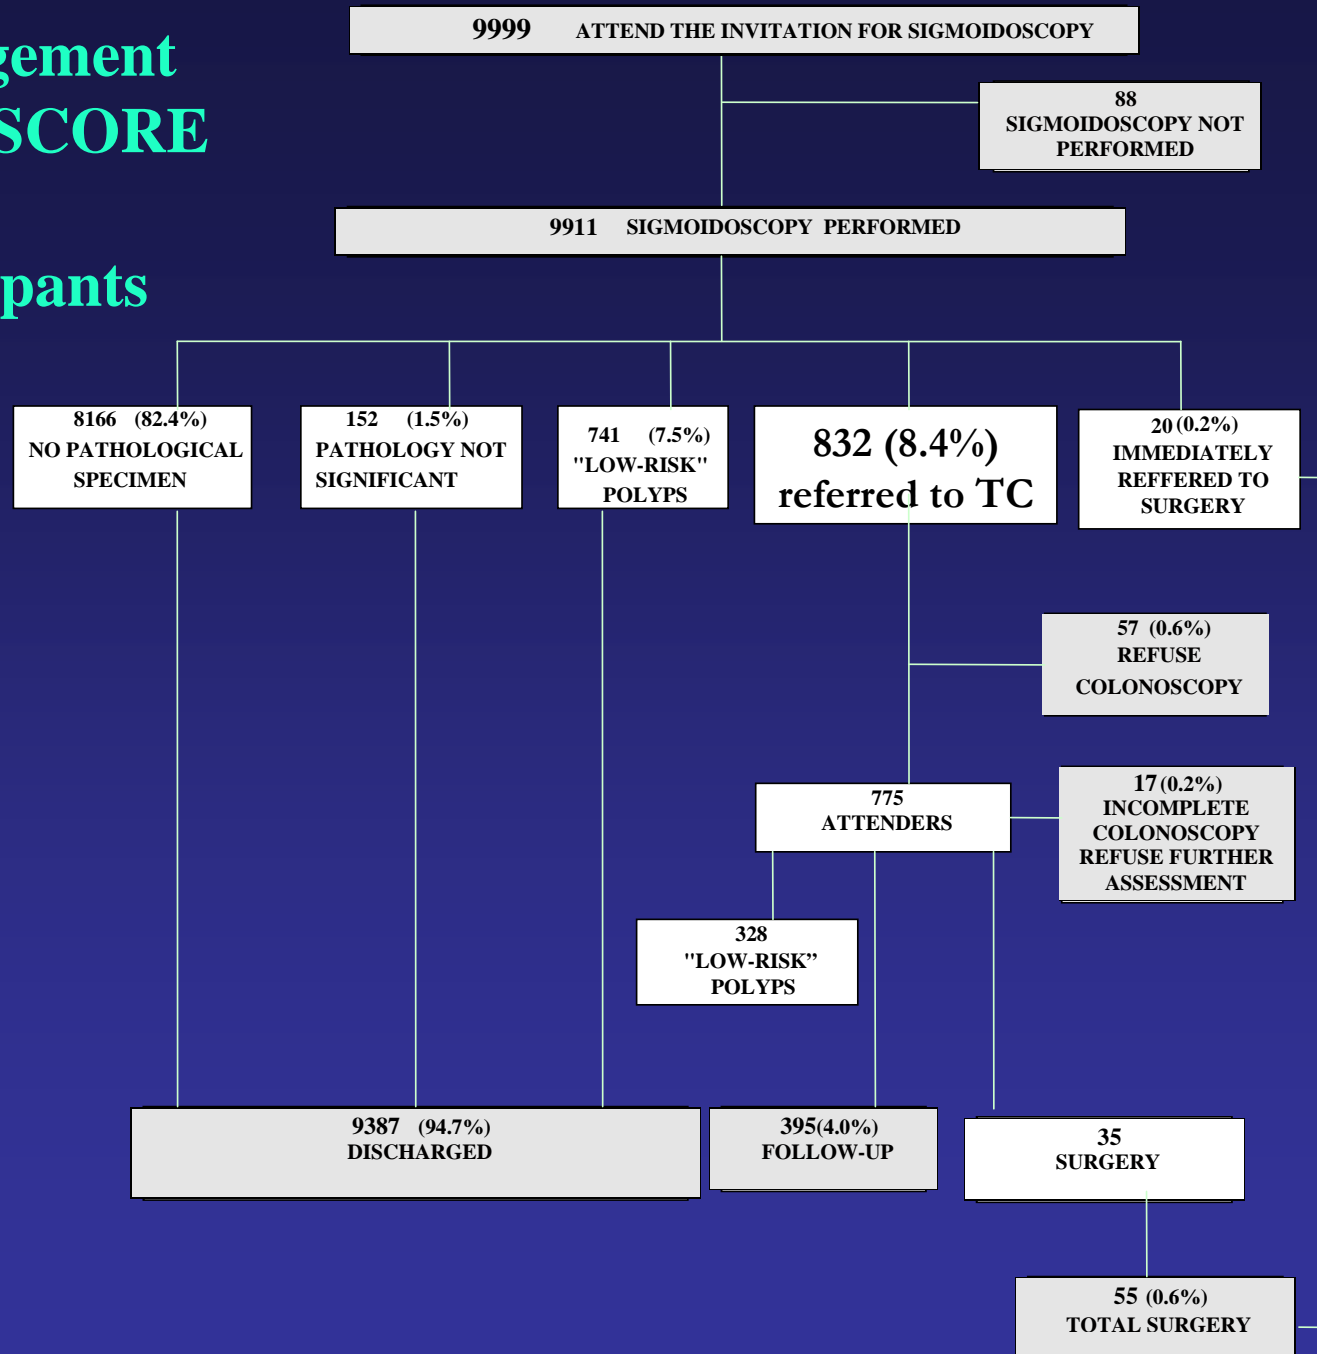 gement
SCORE
pants
9999 ATTEND THE INVITATION FOR SIGMOIDOSCOPY
88
SIGMOIDOSCOPY NOT
PERFORMED
9911 SIGMOIDOSCOPY PERFORMED
8166 (82.4%)
NO PATHOLOGICAL
SPECIMEN
152 (1.5%)
PATHOLOGY NOT
SIGNIFICANT
741 (7.5%)
"LOW-RISK"
POLYPS
832 (8.4%)
referred to TC
20 (0.2%)
IMMEDIATELY
REFFERED TO
SURGERY
57 (0.6%)
REFUSE
COLONOSCOPY
775
ATTENDERS
17 (0.2%)
INCOMPLETE
COLONOSCOPY
REFUSE FURTHER
ASSESSMENT
328
"LOW-RISK”
POLYPS
9387 (94.7%)
DISCHARGED
395(4.0%)
FOLLOW-UP
35
SURGERY
55 (0.6%)
TOTAL SURGERY